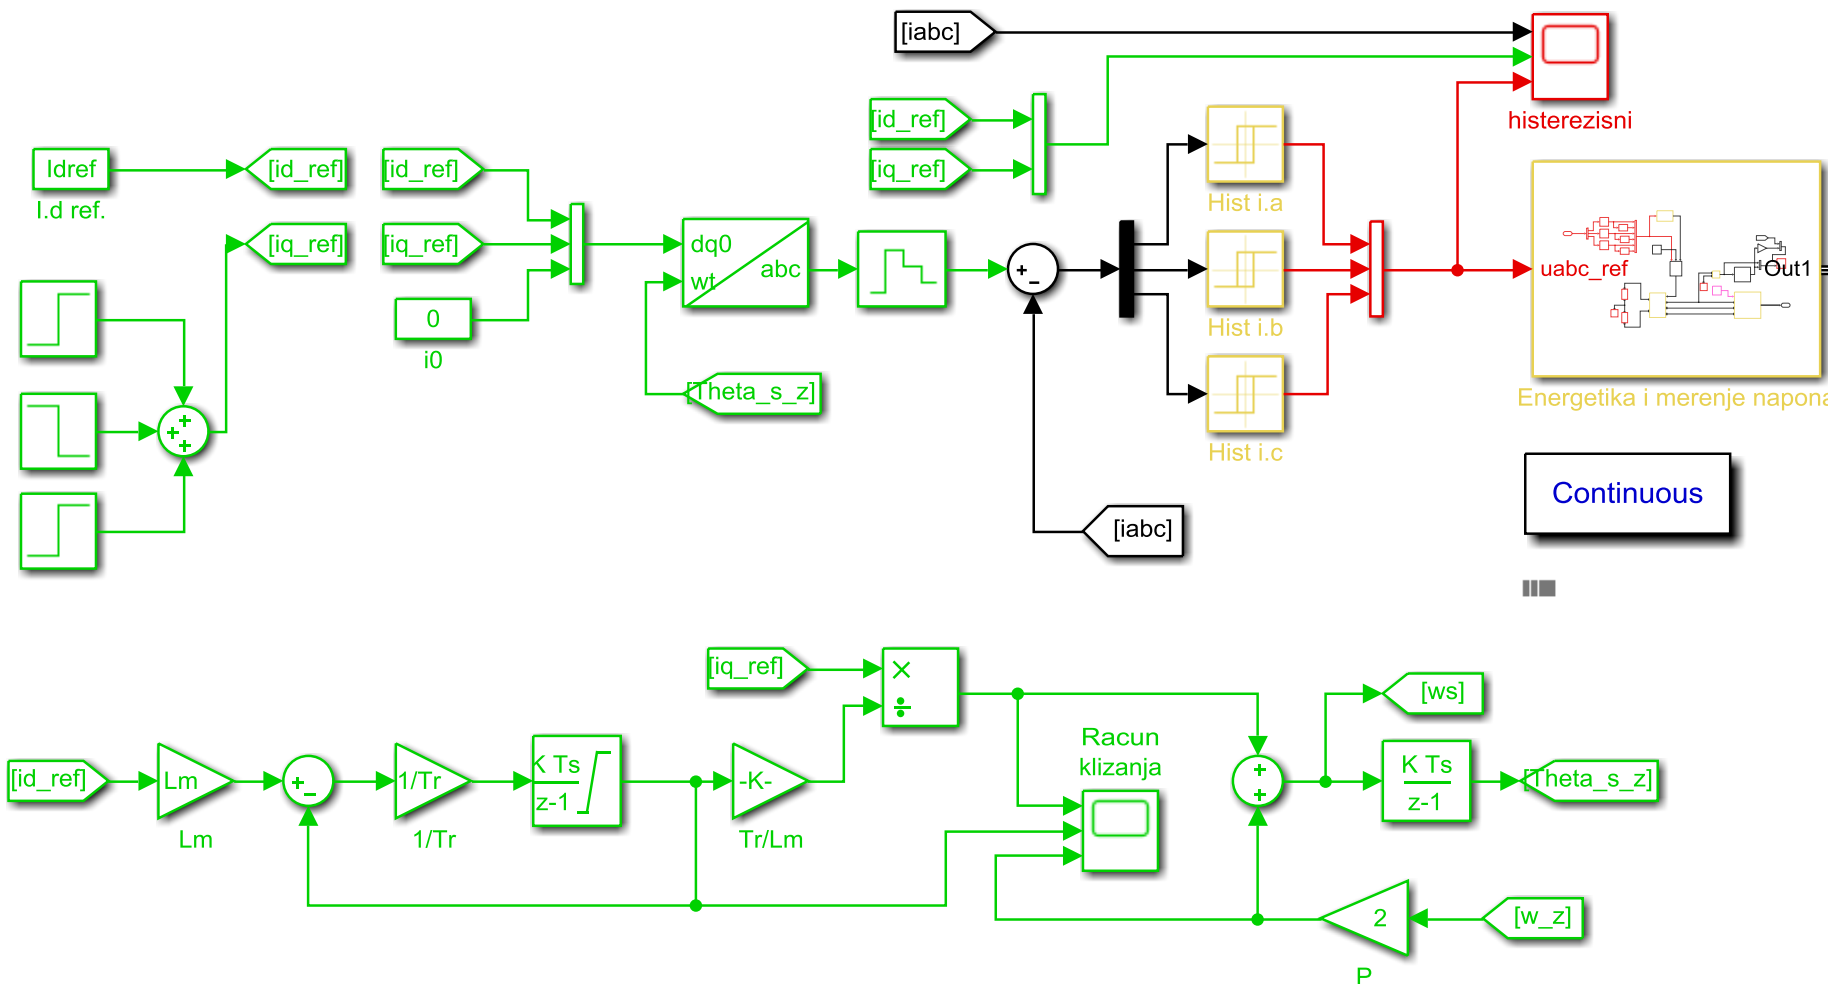 [iabc]
histerezisni
[id_ref]
[iq_ref]
Idref
I.d ref.
[id_ref]
[id_ref]
[iq_ref]
[iq_ref]
0
i0
dq0
wt
abc
[Theta_s_z]
+
−
Hist i.a
Hist i.b
Hist i.c
uabc_ref
Out1
Energetika i merenje napona
+
+
+
[iabc]
Continuous
[iq_ref]
×
÷
[ws]
Racun
klizanja
[id_ref]
Lm
Lm
+
−
1/Tr
1/Tr
K Ts
z-1
-K-
Tr/Lm
+
+
K Ts
z-1
[Theta_s_z]
2
P
[w_z]